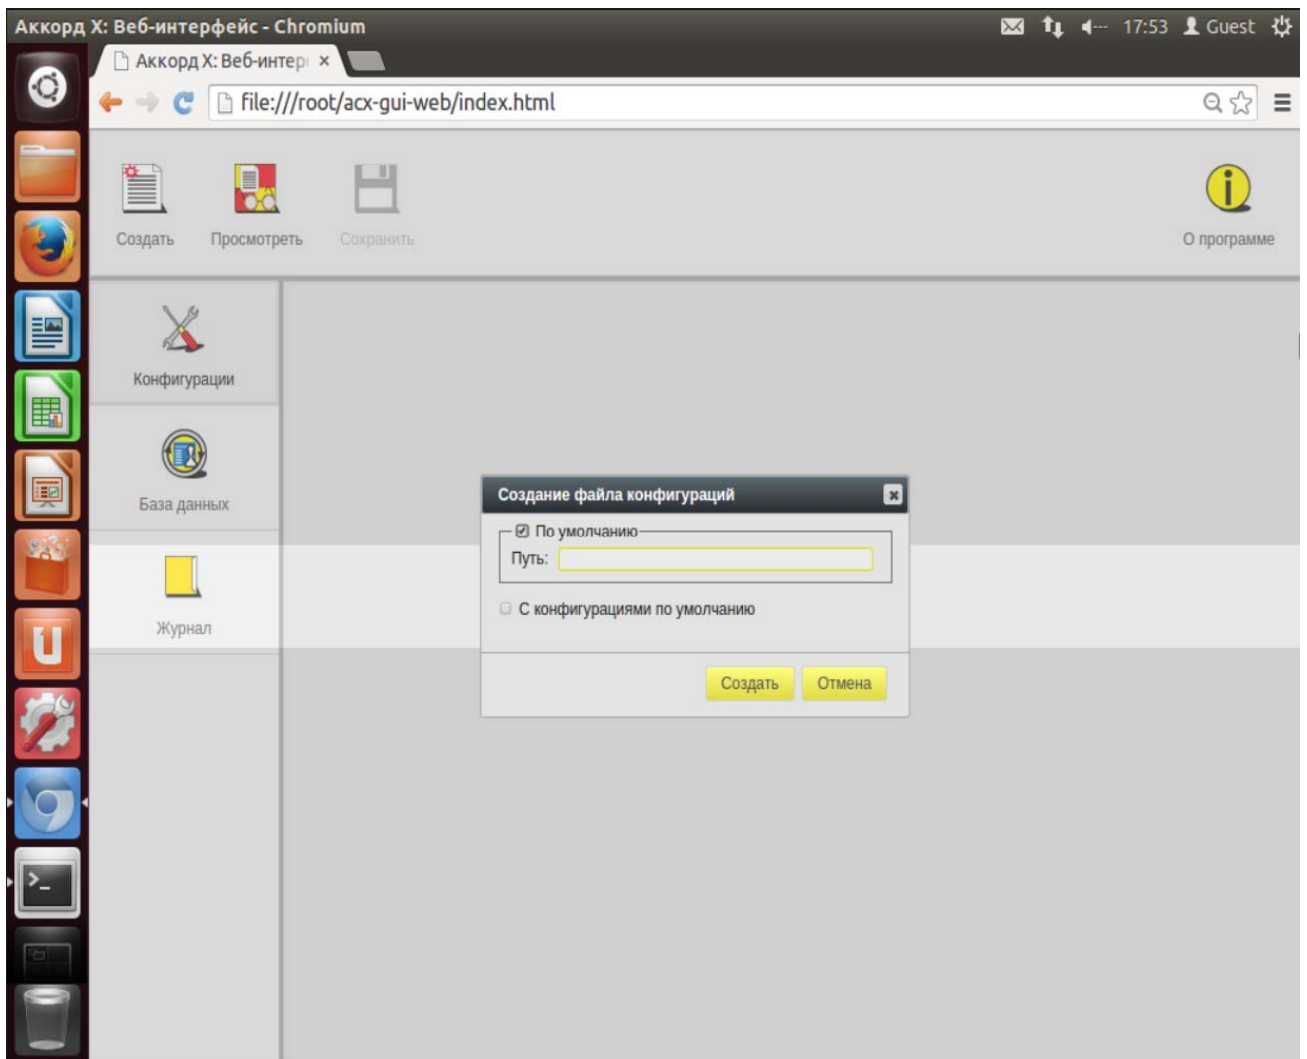 Аккорд X: Веб-интерфейс - Chromium
17:53 Guest
Аккорд X: Веб-интер
file:///root/acx-gui-web/index.html
Создать Просмотреть Сохранить О программе
Конфигурации
База данных
Журнал
Создание файла конфигураций
По умолчанию
Путь:
С конфигурациями по умолчанию
Создать Отмена